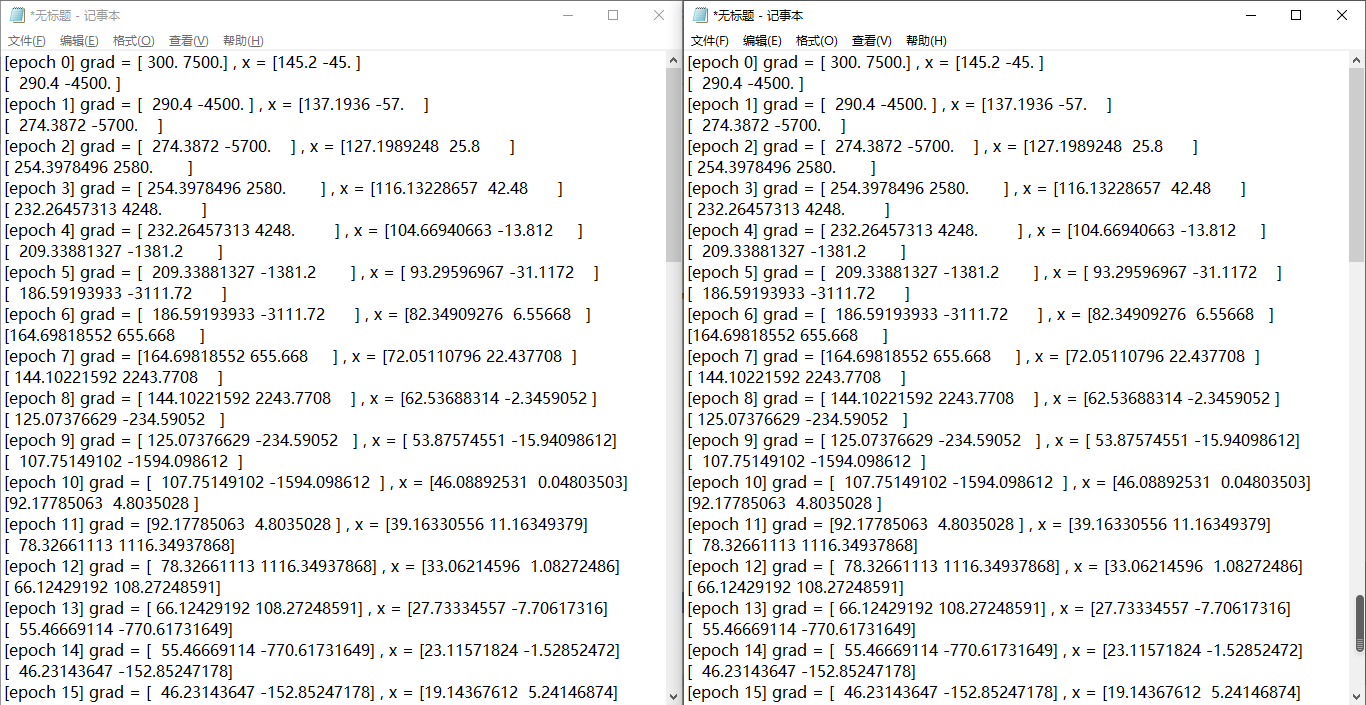 *无标题 - 记事本
文件(F) 编辑(E) 格式(O) 查看(V) 帮助(H)
[epoch 0] grad = [ 300. 7500.] , x = [145.2 -45. ]
[  290.4 -4500. ]
[epoch 1] grad = [  290.4 -4500. ] , x = [137.1936 -57.    ]
[  274.3872 -5700.    ]
[epoch 2] grad = [  274.3872 -5700.    ] , x = [127.1989248  25.8      ]
[ 254.3978496 2580.       ]
[epoch 3] grad = [ 254.3978496 2580.       ] , x = [116.13228657  42.48      ]
[ 232.26457313 4248.        ]
[epoch 4] grad = [ 232.26457313 4248.        ] , x = [104.66940663 -13.812     ]
[  209.33881327 -1381.2       ]
[epoch 5] grad = [  209.33881327 -1381.2       ] , x = [ 93.29596967 -31.1172    ]
[  186.59193933 -3111.72      ]
[epoch 6] grad = [  186.59193933 -3111.72      ] , x = [82.34909276  6.55668   ]
[164.69818552 655.668     ]
[epoch 7] grad = [164.69818552 655.668     ] , x = [72.05110796 22.437708  ]
[ 144.10221592 2243.7708    ]
[epoch 8] grad = [ 144.10221592 2243.7708    ] , x = [62.53688314 -2.3459052 ]
[ 125.07376629 -234.59052   ]
[epoch 9] grad = [ 125.07376629 -234.59052   ] , x = [ 53.87574551 -15.94098612]
[  107.75149102 -1594.098612  ]
[epoch 10] grad = [  107.75149102 -1594.098612  ] , x = [46.08892531  0.04803503]
[92.17785063  4.8035028 ]
[epoch 11] grad = [92.17785063  4.8035028 ] , x = [39.16330556 11.16349379]
[  78.32661113 1116.34937868]
[epoch 12] grad = [  78.32661113 1116.34937868] , x = [33.06214596  1.08272486]
[ 66.12429192 108.27248591]
[epoch 13] grad = [ 66.12429192 108.27248591] , x = [27.73334557 -7.70617316]
[  55.46669114 -770.61731649]
[epoch 14] grad = [  55.46669114 -770.61731649] , x = [23.11571824 -1.52852472]
[  46.23143647 -152.85247178]
[epoch 15] grad = [  46.23143647 -152.85247178] , x = [19.14367612  5.24146874]
*无标题 - 记事本
文件(F) 编辑(E) 格式(O) 查看(V) 帮助(H)
[epoch 0] grad = [ 300. 7500.] , x = [145.2 -45. ]
[  290.4 -4500. ]
[epoch 1] grad = [  290.4 -4500. ] , x = [137.1936 -57.    ]
[  274.3872 -5700.    ]
[epoch 2] grad = [  274.3872 -5700.    ] , x = [127.1989248  25.8      ]
[ 254.3978496 2580.       ]
[epoch 3] grad = [ 254.3978496 2580.       ] , x = [116.13228657  42.48      ]
[ 232.26457313 4248.        ]
[epoch 4] grad = [ 232.26457313 4248.        ] , x = [104.66940663 -13.812     ]
[  209.33881327 -1381.2       ]
[epoch 5] grad = [  209.33881327 -1381.2       ] , x = [ 93.29596967 -31.1172    ]
[  186.59193933 -3111.72      ]
[epoch 6] grad = [  186.59193933 -3111.72      ] , x = [82.34909276  6.55668   ]
[164.69818552 655.668     ]
[epoch 7] grad = [164.69818552 655.668     ] , x = [72.05110796 22.437708  ]
[ 144.10221592 2243.7708    ]
[epoch 8] grad = [ 144.10221592 2243.7708    ] , x = [62.53688314 -2.3459052 ]
[ 125.07376629 -234.59052   ]
[epoch 9] grad = [ 125.07376629 -234.59052   ] , x = [ 53.87574551 -15.94098612]
[  107.75149102 -1594.098612  ]
[epoch 10] grad = [  107.75149102 -1594.098612  ] , x = [46.08892531  0.04803503]
[92.17785063  4.8035028 ]
[epoch 11] grad = [92.17785063  4.8035028 ] , x = [39.16330556 11.16349379]
[  78.32661113 1116.34937868]
[epoch 12] grad = [  78.32661113 1116.34937868] , x = [33.06214596  1.08272486]
[ 66.12429192 108.27248591]
[epoch 13] grad = [ 66.12429192 108.27248591] , x = [27.73334557 -7.70617316]
[  55.46669114 -770.61731649]
[epoch 14] grad = [  55.46669114 -770.61731649] , x = [23.11571824 -1.52852472]
[  46.23143647 -152.85247178]
[epoch 15] grad = [  46.23143647 -152.85247178] , x = [19.14367612  5.24146874]